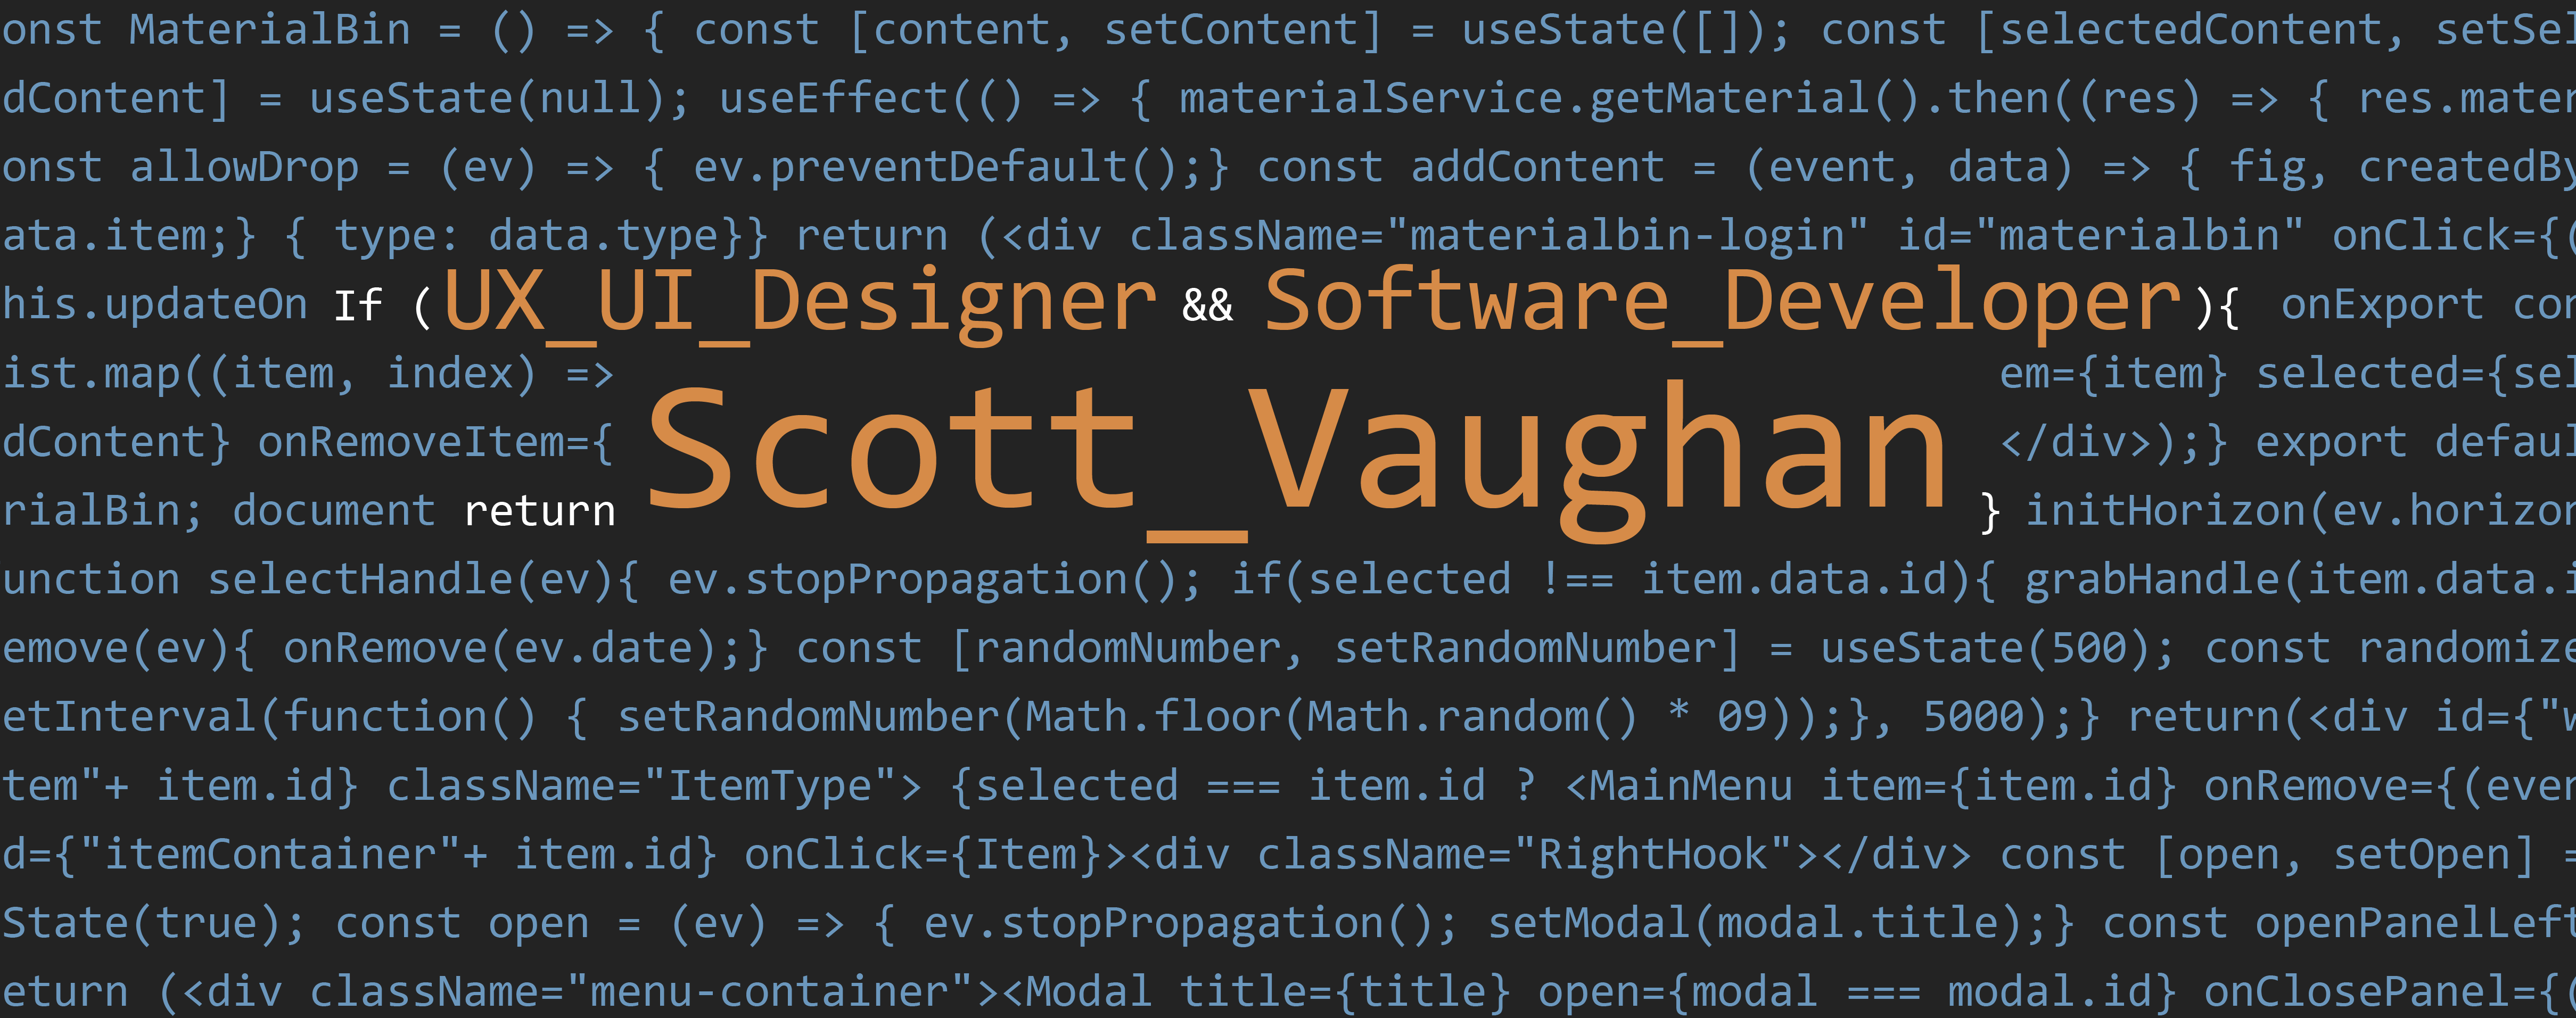 onst MaterialBin = () => { const [content, setContent] = useState([]); const [selectedContent, setSel
dContent] = useState(null); useEffect(() => { materialService.getMaterial().then((res) => { res.mater
onst allowDrop = (ev) => { ev.preventDefault();} const addContent = (event, data) => { fig, createdBy
ata.item;} { type: data.type}} return (<div className="materialbin-login" id="materialbin" onClick={(
his.updateOn If (UX_UI_Designer && Software_Developer){ onExport con
ist.map((item, index) => em={item} selected={sel
dContent} onRemoveItem={ Scott_Vaughan </div>);} export defaul
rialBin; document return } initHorizon(ev.horizon
unction selectHandle(ev){ ev.stopPropagation(); if(selected !== item.data.id){ grabHandle(item.data.i
emove(ev){ onRemove(ev.date);} const [randomNumber, setRandomNumber] = useState(500); const randomize
etInterval(function() { setRandomNumber(Math.floor(Math.random() * 09));}, 5000);} return(<div id={"w
tem"+ item.id} className="ItemType"> {selected === item.id ? <MainMenu item={item.id} onRemove={(even
d={"itemContainer"+ item.id} onClick={Item}><div className="RightHook"></div> const [open, setOpen] =
State(true); const open = (ev) => { ev.stopPropagation(); setModal(modal.title);} const openPanelLeft
eturn (<div className="menu-container"><Modal title={title} open={modal === modal.id} onClosePanel={(